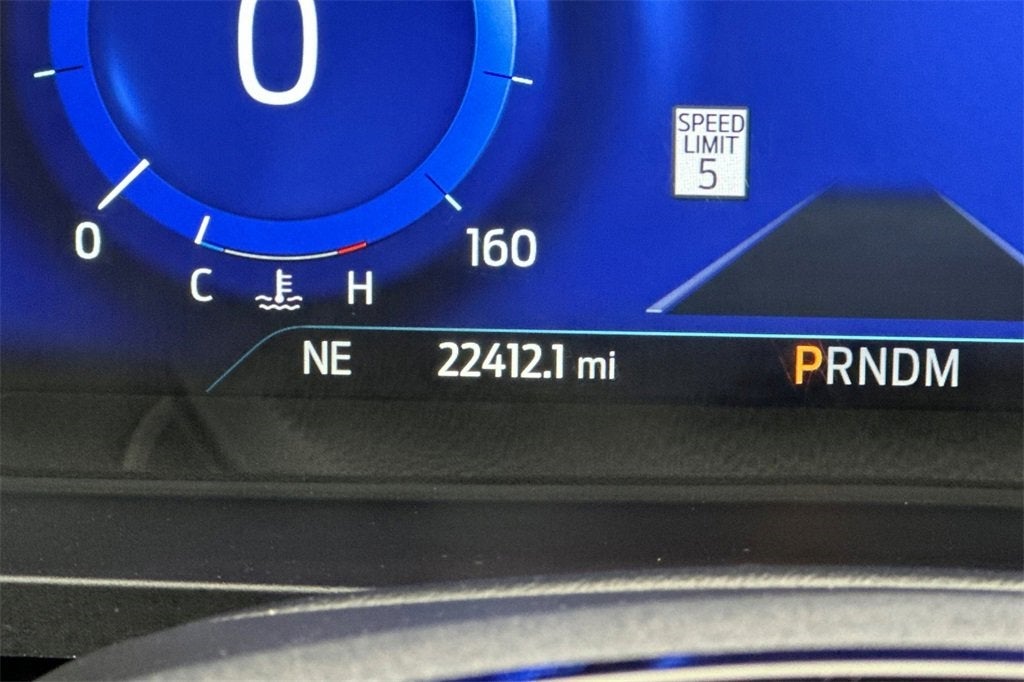 0
SPEED
LIMIT
5
0
160
C
H
NE 22412.1 mi PRNDM